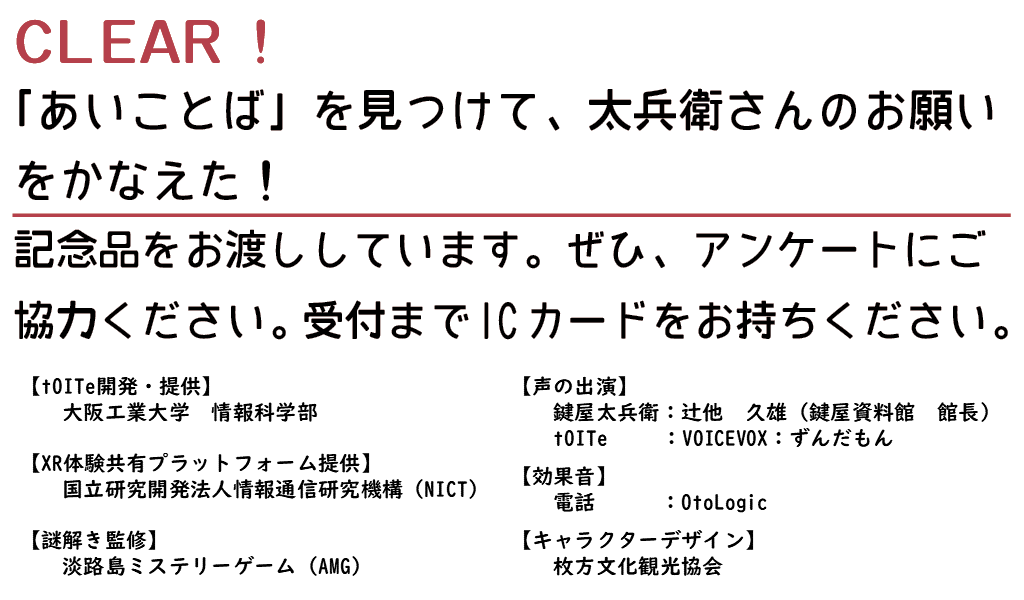 CLEAR！
「あいことば」を見つけて、太兵衛さんのお願い
をかなえた！
記念品をお渡ししています。ぜひ、アンケートにご
協力ください。受付までICカードをお持ちください。
【tOITe開発・提供】
大阪工業大学　情報科学部
【XR体験共有プラットフォーム提供】
国立研究開発法人情報通信研究機構（NICT）
【謎解き監修】
淡路島ミステリーゲーム（AMG）
【声の出演】
鍵屋太兵衛：辻他　久雄（鍵屋資料館　館長）
tOITe　　　：VOICEVOX：ずんだもん
【効果音】
電話　　　：OtoLogic
【キャラクターデザイン】
枚方文化観光協会